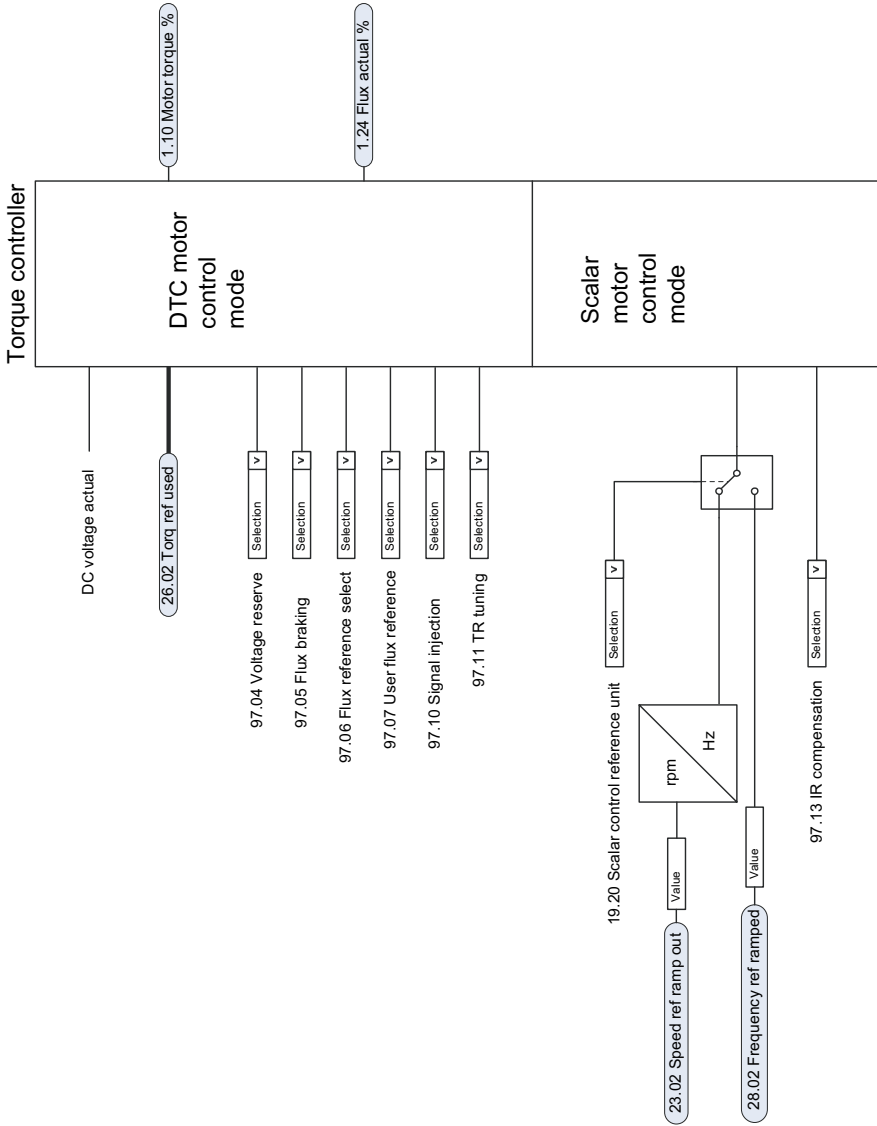 Torque controller
DC voltage actual
DTC motor
control
mode
26.02 Torq ref used
1.10 Motor torque %
97.04 Voltage reserve
Selection
v
97.05 Flux braking
Selection
v
97.06 Flux reference select
Selection
v
1.24 Flux actual %
97.07 User flux reference
Selection
v
97.10 Signal injection
Selection
v
97.11 TR tuning
Selection
v
Scalar
motor
control
mode
19.20 Scalar control reference unit
Selection
v
23.02 Speed ref ramp out
Value
rpm
Hz
28.02 Frequency ref ramped
Value
97.13 IR compensation
Selection
v